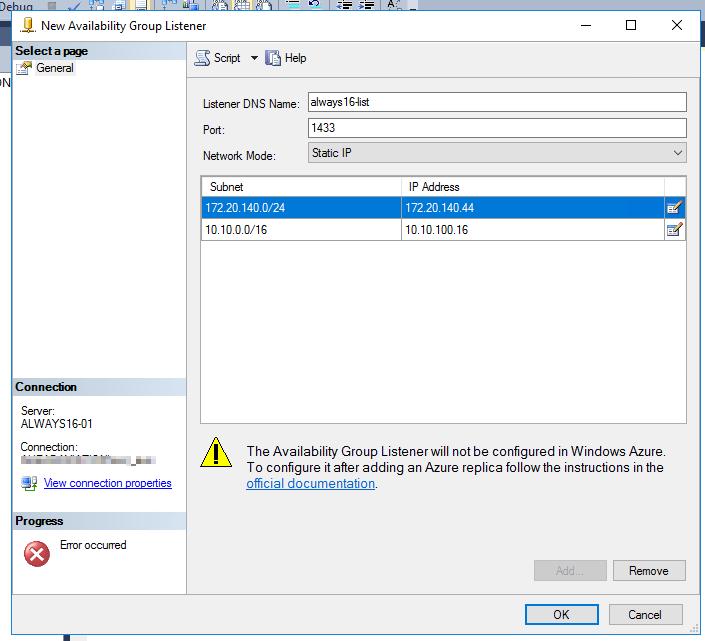 Debug
New Availability Group Listener
Select a page
General
Script
Help
Listener DNS Name:
always16-list
Port:
1433
Network Mode:
Static IP
Subnet
IP Address
172.20.140.0/24
172.20.140.44
10.10.0.0/16
10.10.100.16
Connection
Server:
ALWAYS16-01
Connection:
View connection properties
The Availability Group Listener will not be configured in Windows Azure.
To configure it after adding an Azure replica follow the instructions in the
official documentation.
Progress
Error occurred
Add...
Remove
OK
Cancel